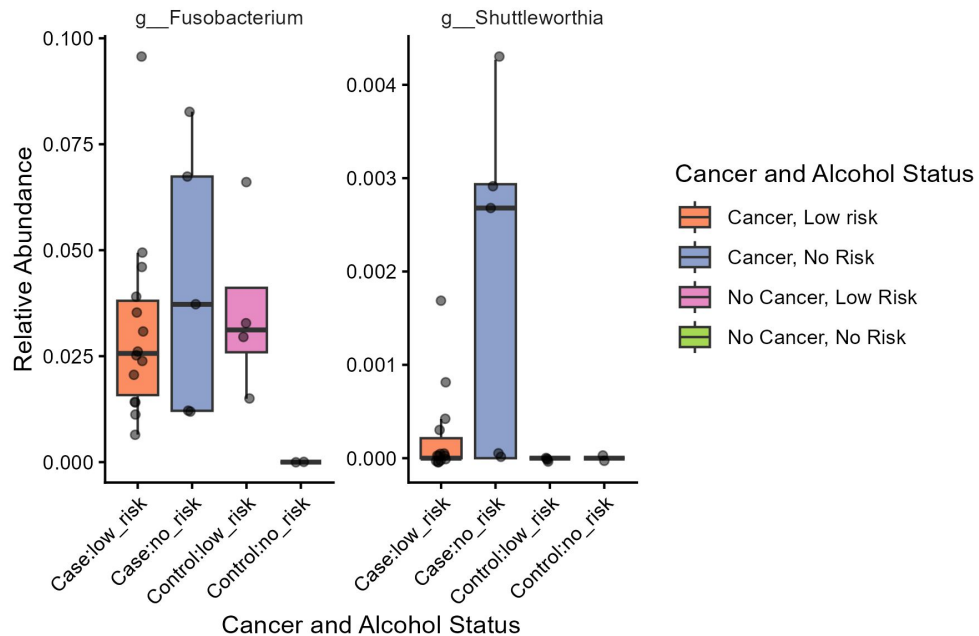 g__Fusobacterium
g__Shuttleworthia
Relative Abundance
0.100
0.075
0.050
0.025
0.000
0.004
0.003
0.002
0.001
0.000
Case:low_risk
Case:no_risk
Control:low_risk
Control:no_risk
Case:low_risk
Case:no_risk
Control:low_risk
Control:no_risk
Cancer and Alcohol Status
Cancer and Alcohol Status
Cancer, Low risk
Cancer, No Risk
No Cancer, Low Risk
No Cancer, No Risk